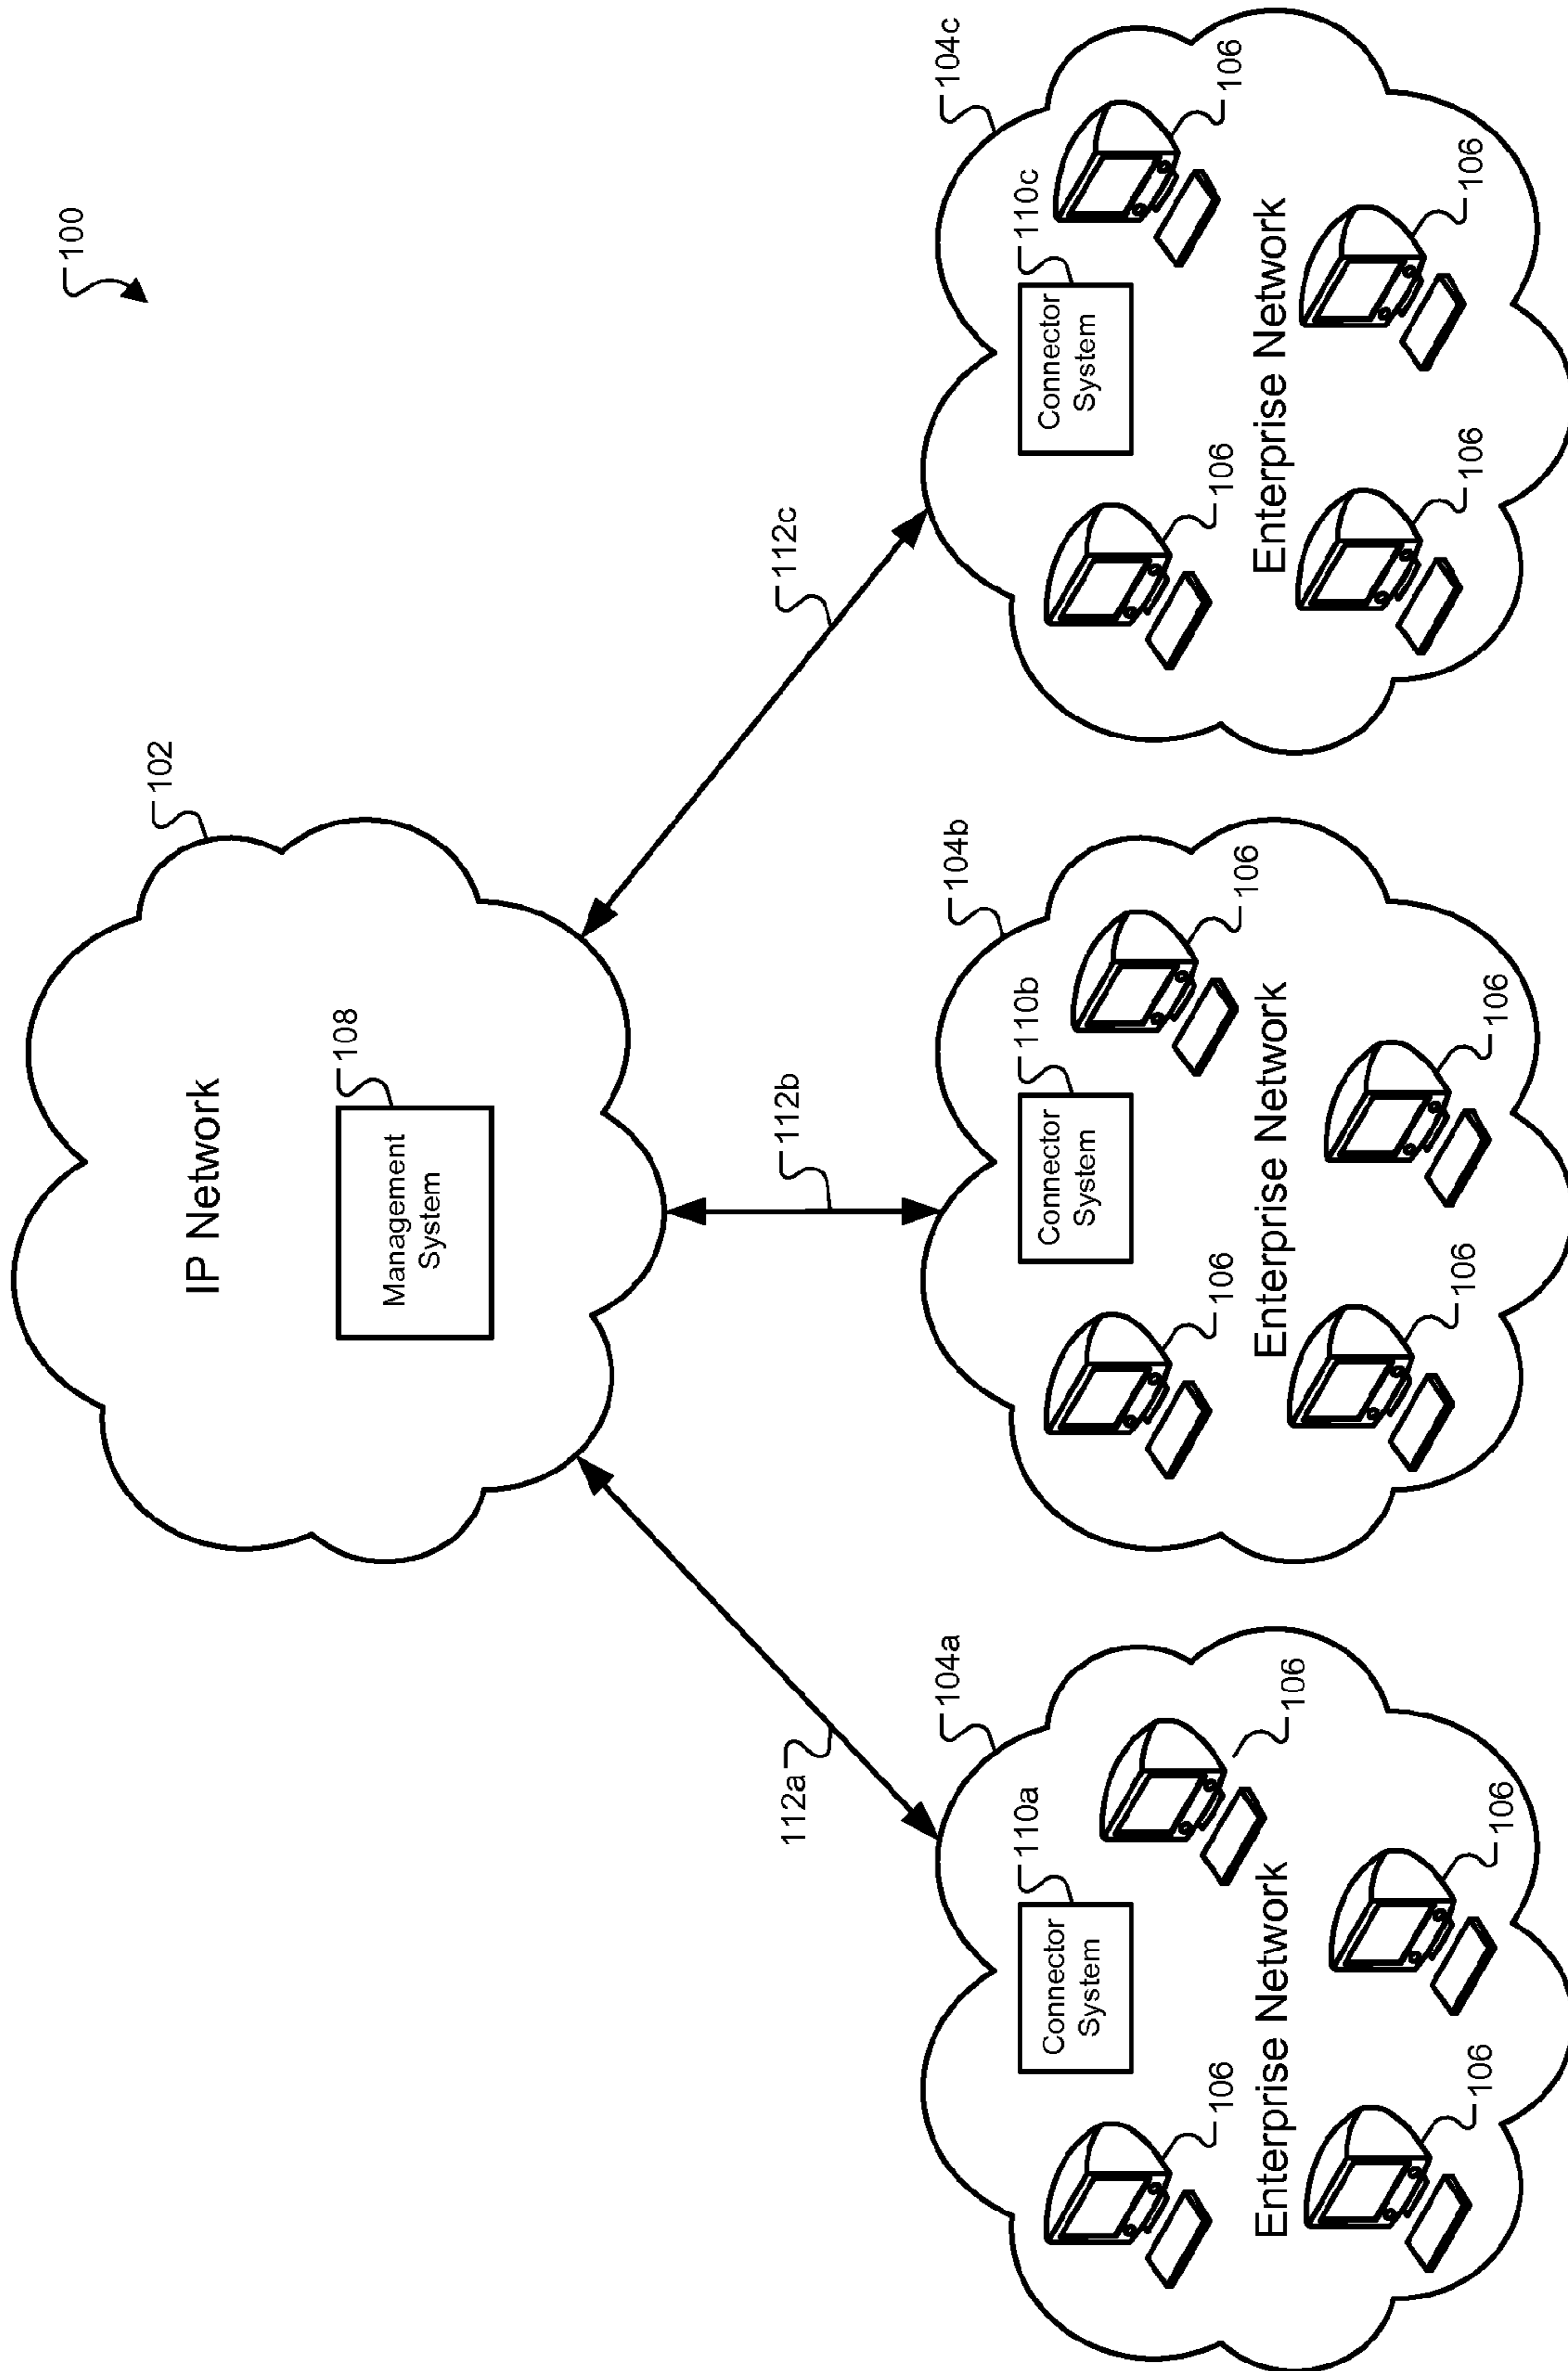 100
102
IP Network
108
Management
System
112a
112b
112c
104a
110a
Connector
System
106
106
Enterprise Network
106
106
104b
110b
Connector
System
106
106
Enterprise Network
106
106
104c
110c
Connector
System
106
106
Enterprise Network
106
106